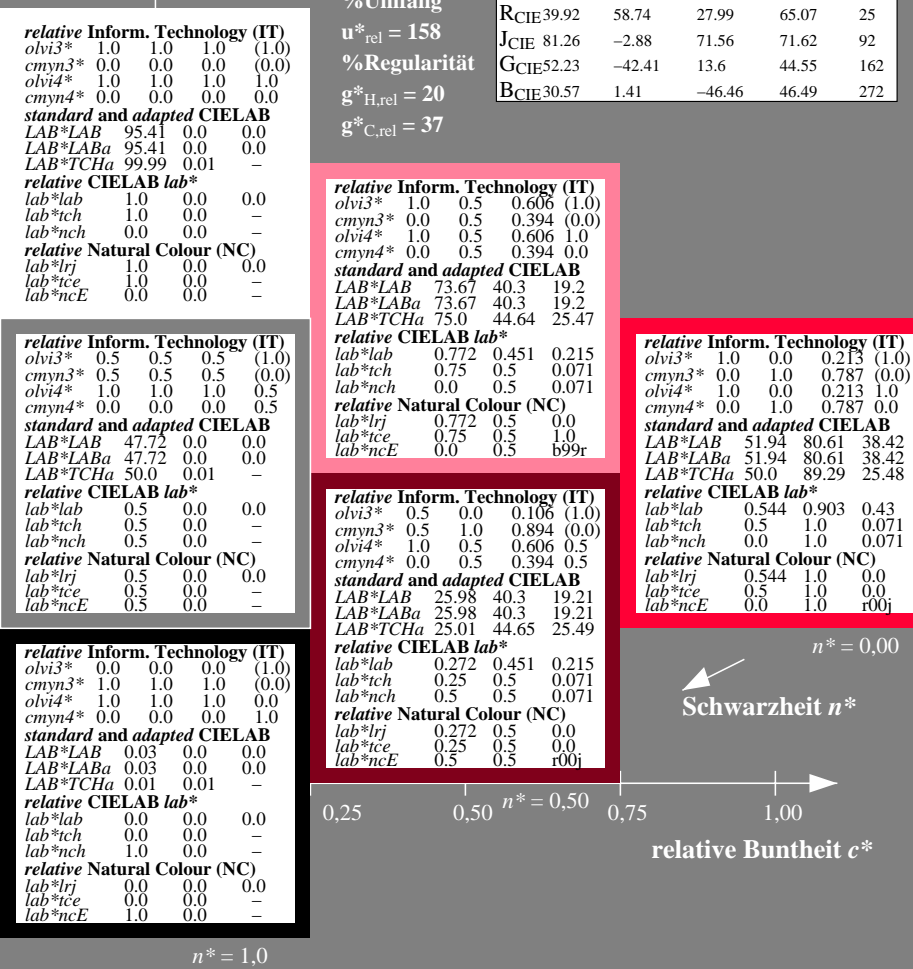 %Umfang
u*rel = 158
%Regularität
g*H,rel = 20
g*C,rel = 37
RCIE 39.92 58.74 27.99 65.07 25
JCIE 81.26 −2.88 71.56 71.62 92
GCIE 52.23 −42.41 13.6 44.55 162
BCIE 30.57 1.41 −46.46 46.49 272
relative Inform. Technology (IT)
olvi3* 1.0 1.0 1.0 (1.0)
cmyn3* 0.0 0.0 0.0 (0.0)
olvi4* 1.0 1.0 1.0 1.0
cmyn4* 0.0 0.0 0.0 0.0
standard and adapted CIELAB
LAB*LAB 95.41 0.0 0.0
LAB*LABa 95.41 0.0 0.0
LAB*TCHa 99.99 0.01 –
relative CIELAB lab*
lab*lab 1.0 0.0 0.0
lab*tch 1.0 0.0 –
lab*nch 0.0 0.0 –
relative Natural Colour (NC)
lab*lrj 1.0 0.0 0.0
lab*tce 1.0 0.0 –
lab*ncE 0.0 0.0 –
relative Inform. Technology (IT)
olvi3* 1.0 0.5 0.606 (1.0)
cmyn3* 0.0 0.5 0.394 (0.0)
olvi4* 1.0 0.5 0.606 1.0
cmyn4* 0.0 0.5 0.394 0.0
standard and adapted CIELAB
LAB*LAB 73.67 40.3 19.2
LAB*LABa 73.67 40.3 19.2
LAB*TCHa 75.0 44.64 25.47
relative CIELAB lab*
lab*lab 0.772 0.451 0.215
lab*tch 0.75 0.5 0.071
lab*nch 0.0 0.5 0.071
relative Natural Colour (NC)
lab*lrj 0.772 0.5 0.0
lab*tce 0.75 0.5 1.0
lab*ncE 0.0 0.5 b99r
relative Inform. Technology (IT)
olvi3* 0.5 0.5 0.5 (1.0)
cmyn3* 0.5 0.5 0.5 (0.0)
olvi4* 1.0 1.0 1.0 0.5
cmyn4* 0.0 0.0 0.0 0.5
standard and adapted CIELAB
LAB*LAB 47.72 0.0 0.0
LAB*LABa 47.72 0.0 0.0
LAB*TCHa 50.0 0.01 –
relative CIELAB lab*
lab*lab 0.5 0.0 0.0
lab*tch 0.5 0.0 –
lab*nch 0.5 0.0 –
relative Natural Colour (NC)
lab*lrj 0.5 0.0 0.0
lab*tce 0.5 0.0 –
lab*ncE 0.5 0.0 –
relative Inform. Technology (IT)
olvi3* 1.0 0.0 0.213 (1.0)
cmyn3* 0.0 1.0 0.787 (0.0)
olvi4* 1.0 0.0 0.213 1.0
cmyn4* 0.0 1.0 0.787 0.0
standard and adapted CIELAB
LAB*LAB 51.94 80.61 38.42
LAB*LABa 51.94 80.61 38.42
LAB*TCHa 50.0 89.29 25.48
relative CIELAB lab*
lab*lab 0.544 0.903 0.43
lab*tch 0.5 1.0 0.071
lab*nch 0.0 1.0 0.071
relative Natural Colour (NC)
lab*lrj 0.544 1.0 0.0
lab*tce 0.5 1.0 0.0
lab*ncE 0.0 1.0 r00j
relative Inform. Technology (IT)
olvi3* 0.5 0.0 0.106 (1.0)
cmyn3* 0.5 1.0 0.894 (0.0)
olvi4* 1.0 0.5 0.606 0.5
cmyn4* 0.0 0.5 0.394 0.5
standard and adapted CIELAB
LAB*LAB 25.98 40.3 19.21
LAB*LABa 25.98 40.3 19.21
LAB*TCHa 25.01 44.65 25.49
relative CIELAB lab*
lab*lab 0.272 0.451 0.215
lab*tch 0.25 0.5 0.071
lab*nch 0.5 0.5 0.071
relative Natural Colour (NC)
lab*lrj 0.272 0.5 0.0
lab*tce 0.25 0.5 0.0
lab*ncE 0.5 0.5 r00j
relative Inform. Technology (IT)
olvi3* 0.0 0.0 0.0 (1.0)
cmyn3* 1.0 1.0 1.0 (0.0)
olvi4* 1.0 1.0 1.0 0.0
cmyn4* 0.0 0.0 0.0 1.0
standard and adapted CIELAB
LAB*LAB 0.03 0.0 0.0
LAB*LABa 0.03 0.0 0.0
LAB*TCHa 0.01 0.01 –
relative CIELAB lab*
lab*lab 0.0 0.0 0.0
lab*tch 0.0 0.0 –
lab*nch 1.0 0.0 –
relative Natural Colour (NC)
lab*lrj 0.0 0.0 0.0
lab*tce 0.0 0.0 –
lab*ncE 1.0 0.0 –
n* = 0,00
Schwarzheit n*
0,25 0,50 n* = 0,50 0,75 1,00
relative Buntheit c*
n* = 1,0